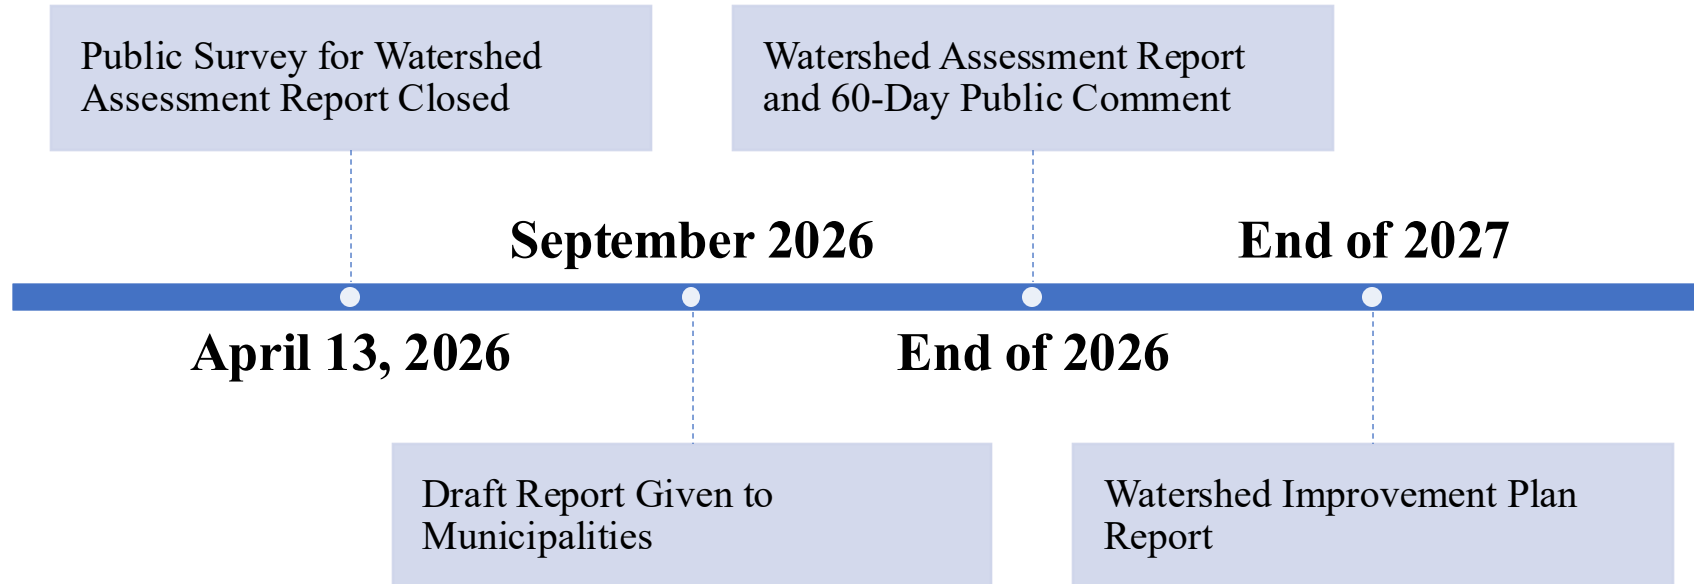 Public Survey for Watershed
Assessment Report Closed
Watershed Assessment Report
and 60-Day Public Comment
September 2026
End of 2027
April 13, 2026
End of 2026
Draft Report Given to
Municipalities
Watershed Improvement Plan
Report